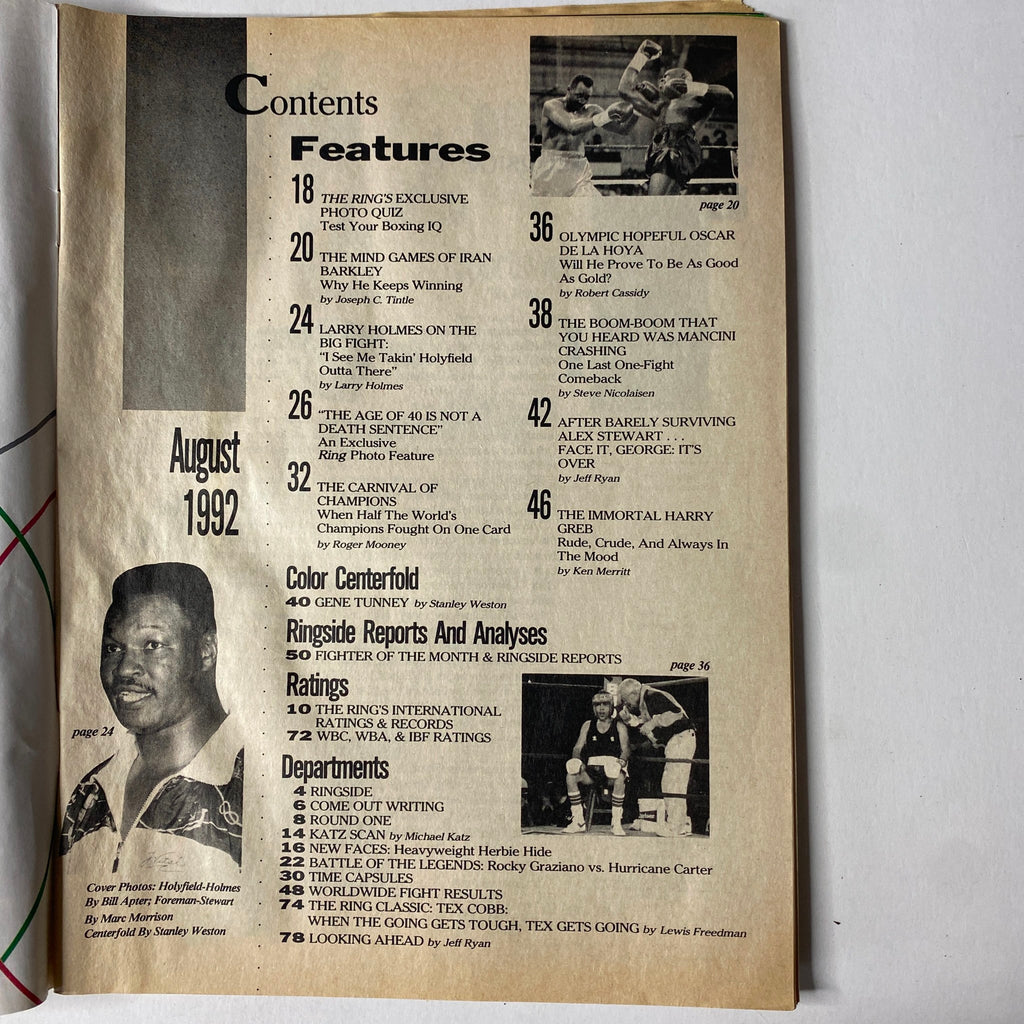 Contents
Features
18 THE RING'S EXCLUSIVE
PHOTO QUIZ
Test Your Boxing IQ
20 THE MIND GAMES OF IRAN
BARKLEY
Why He Keeps Winning
by Joseph C. Tintle
24 LARRY HOLMES ON THE
BIG FIGHT:
"I See Me Takin' Holyfield
Outta There"
by Larry Holmes
26 "THE AGE OF 40 IS NOT A
DEATH SENTENCE"
An Exclusive
Ring Photo Feature
32 THE CARNIVAL OF
CHAMPIONS
When Half The World's
Champions Fought On One Card
by Roger Mooney
page 20
36 OLYMPIC HOPEFUL OSCAR
DE LA HOYA
Will He Prove To Be As Good
As Gold?
by Robert Cassidy
38 THE BOOM-BOOM THAT
YOU HEARD WAS MANCINI
CRASHING
One Last One-Fight
Comeback
by Steve Nicolaisen
42 AFTER BARELY SURVIVING
ALEX STEWART . . .
FACE IT, GEORGE: IT'S
OVER
by Jeff Ryan
46 THE IMMORTAL HARRY
GREB
Rude, Crude, And Always In
The Mood
by Ken Merritt
August
1992
Color Centerfold
40 GENE TUNNEY by Stanley Weston
Ringside Reports And Analyses
50 FIGHTER OF THE MONTH & RINGSIDE REPORTS
page 36
Ratings
10 THE RING'S INTERNATIONAL
RATINGS & RECORDS
72 WBC, WBA, & IBF RATINGS
page 24
Departments
4 RINGSIDE
6 COME OUT WRITING
8 ROUND ONE
14 KATZ SCAN by Michael Katz
16 NEW FACES: Heavyweight Herbie Hide
22 BATTLE OF THE LEGENDS: Rocky Graziano vs. Hurricane Carter
30 TIME CAPSULES
48 WORLDWIDE FIGHT RESULTS
74 THE RING CLASSIC: TEX COBB:
WHEN THE GOING GETS TOUGH, TEX GETS GOING by Lewis Freedman
78 LOOKING AHEAD by Jeff Ryan
Cover Photos: Holyfield-Holmes
By Bill Apter; Foreman-Stewart
By Marc Morrison
Centerfold By Stanley Weston